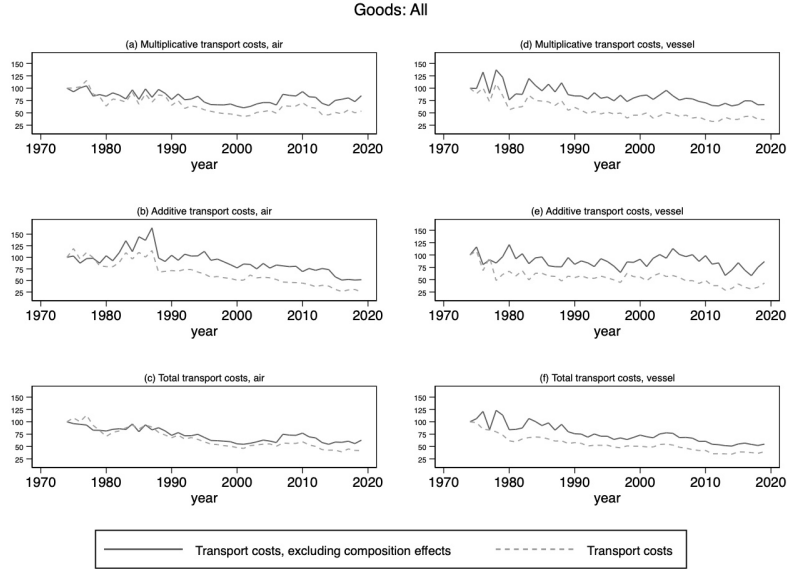 Goods: All
(a) Multiplicative transport costs, air
150
125
100
75
50
25
1970 1980 1990 2000 2010 2020
year
(d) Multiplicative transport costs, vessel
150
125
100
75
50
25
1970 1980 1990 2000 2010 2020
year
(b) Additive transport costs, air
150
125
100
75
50
25
1970 1980 1990 2000 2010 2020
year
(e) Additive transport costs, vessel
150
125
100
75
50
25
1970 1980 1990 2000 2010 2020
year
(c) Total transport costs, air
150
125
100
75
50
25
1970 1980 1990 2000 2010 2020
year
(f) Total transport costs, vessel
150
125
100
75
50
25
1970 1980 1990 2000 2010 2020
year
Transport costs, excluding composition effects
Transport costs